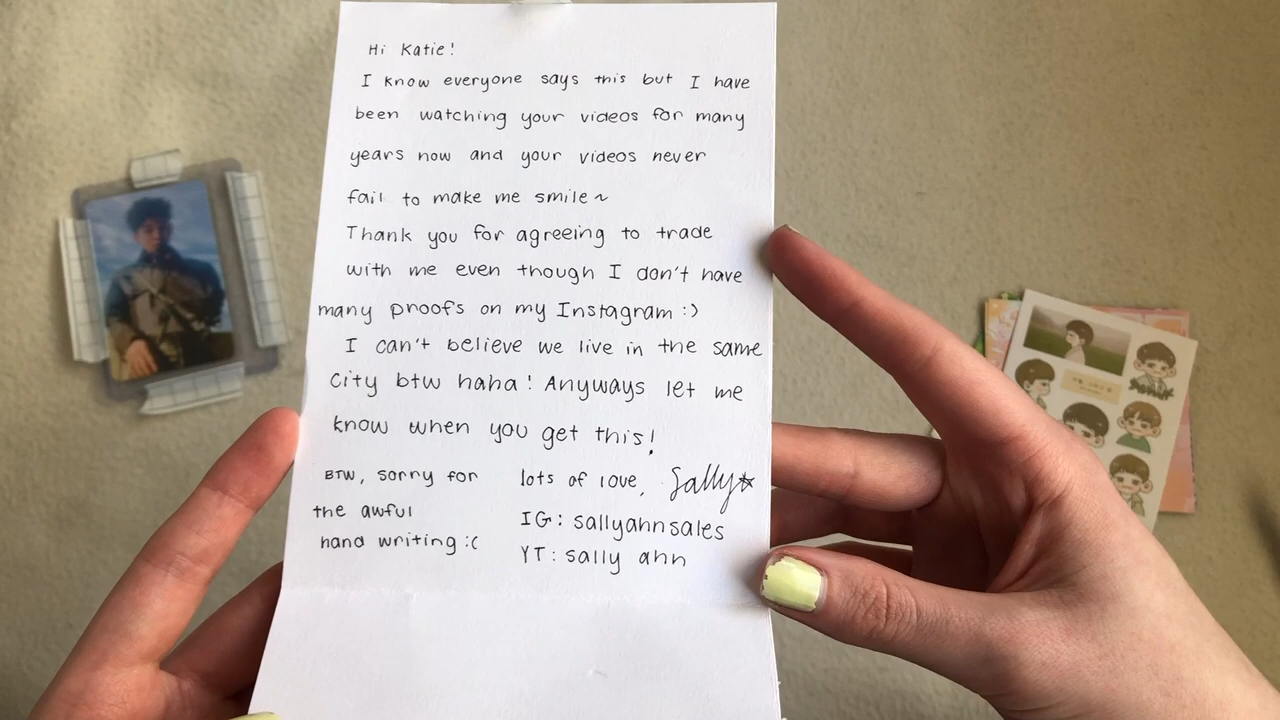 Hi Katie!
I know everyone says this but I have
been watching your videos for many
years now and your videos never
fail to make me smile~
Thank you for agreeing to trade
with me even though I don't have
many proofs on my Instagram :)
I can't believe we live in the same
City btw haha! Anyways let me
know when you get this!
BTW, sorry for
the awful
hand writing :(
lots of love, Sally☆
IG: sallyahnsales
YT: sally ahn